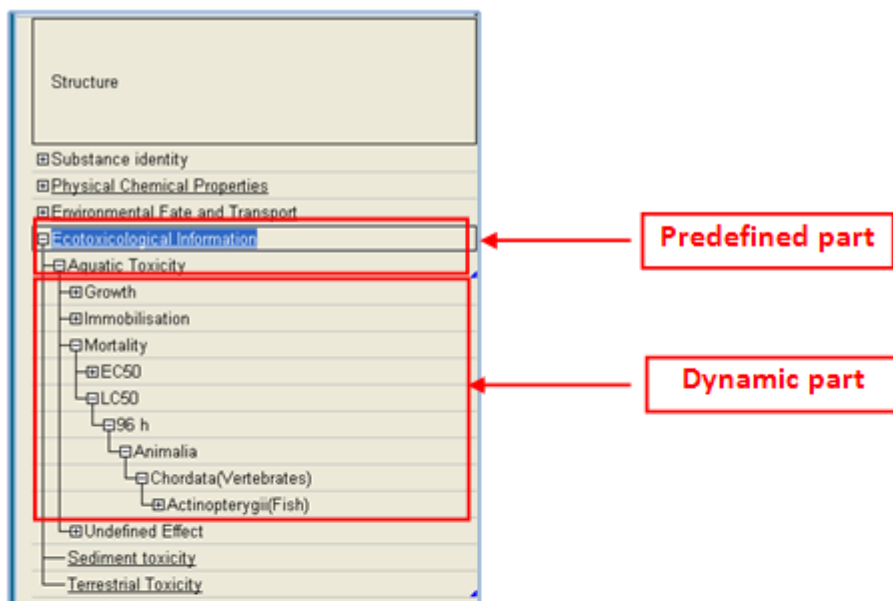 Structure
Substance identity
Physical Chemical Properties
Environmental Fate and Transport
Ecotoxicological Information
Predefined part
Aquatic Toxicity
Growth
Immobilisation
Mortality
EC50
Dynamic part
LC50
96 h
Animalia
Chordata(Vertebrates)
Actinopterygii(Fish)
Undefined Effect
Sediment toxicity
Terrestrial Toxicity